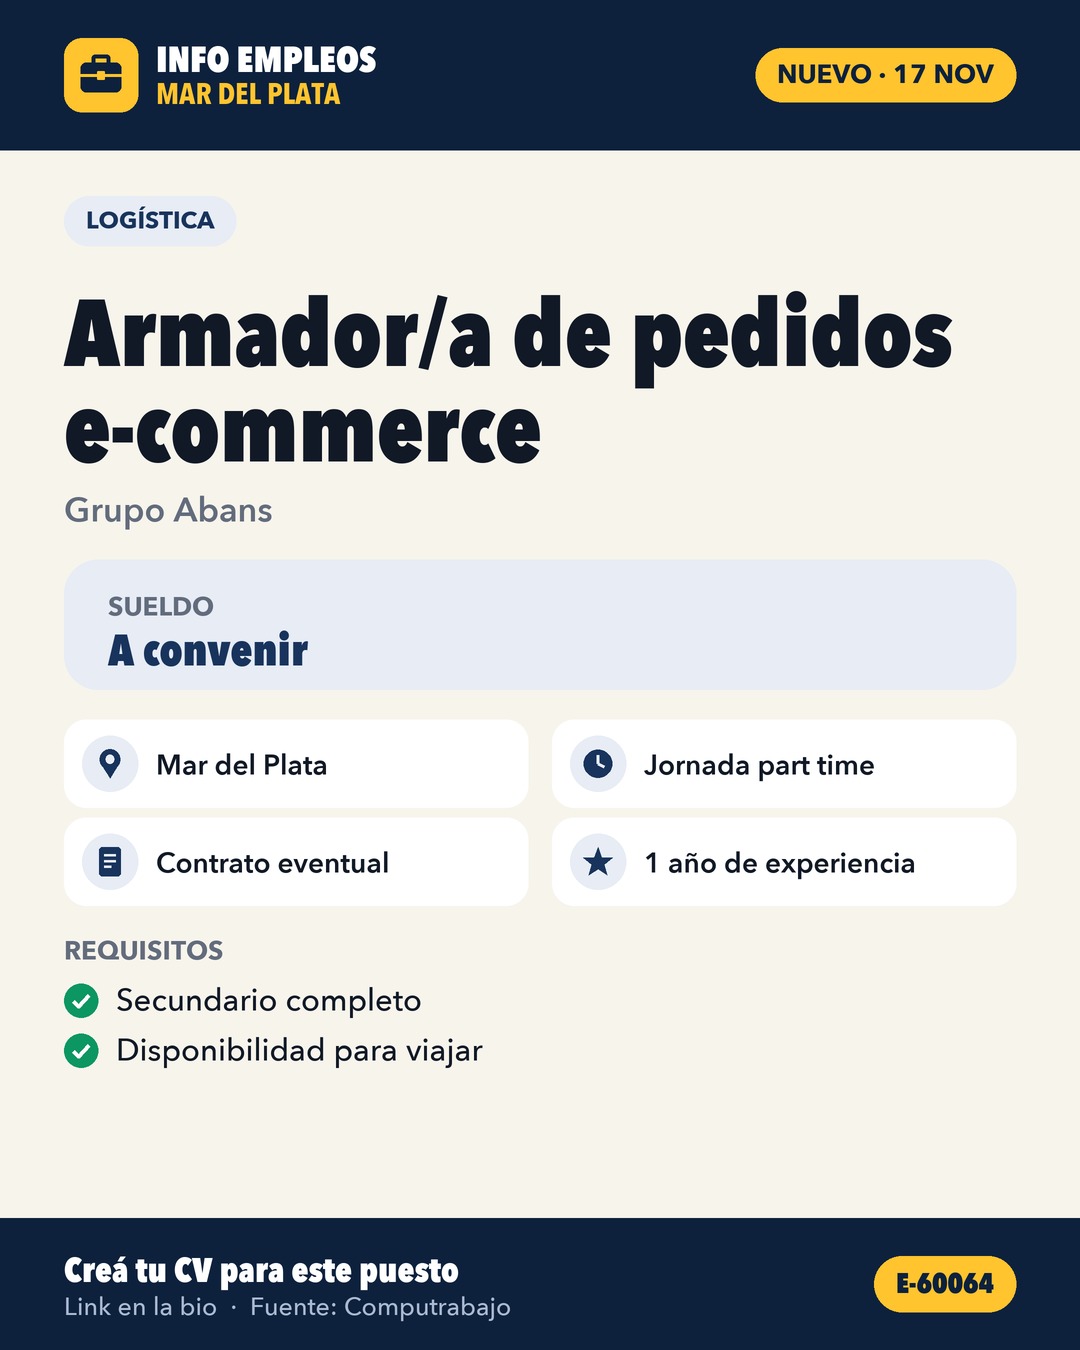 INFO EMPLEOS
MAR DEL PLATA
NUEVO · 17 NOV
LOGÍSTICA
Armador/a de pedidos
e-commerce
Grupo Abans
SUELDO
A convenir
Mar del Plata
Jornada part time
Contrato eventual
1 año de experiencia
REQUISITOS
Secundario completo
Disponibilidad para viajar
Creá tu CV para este puesto
Link en la bio · Fuente: Computrabajo
E-60064